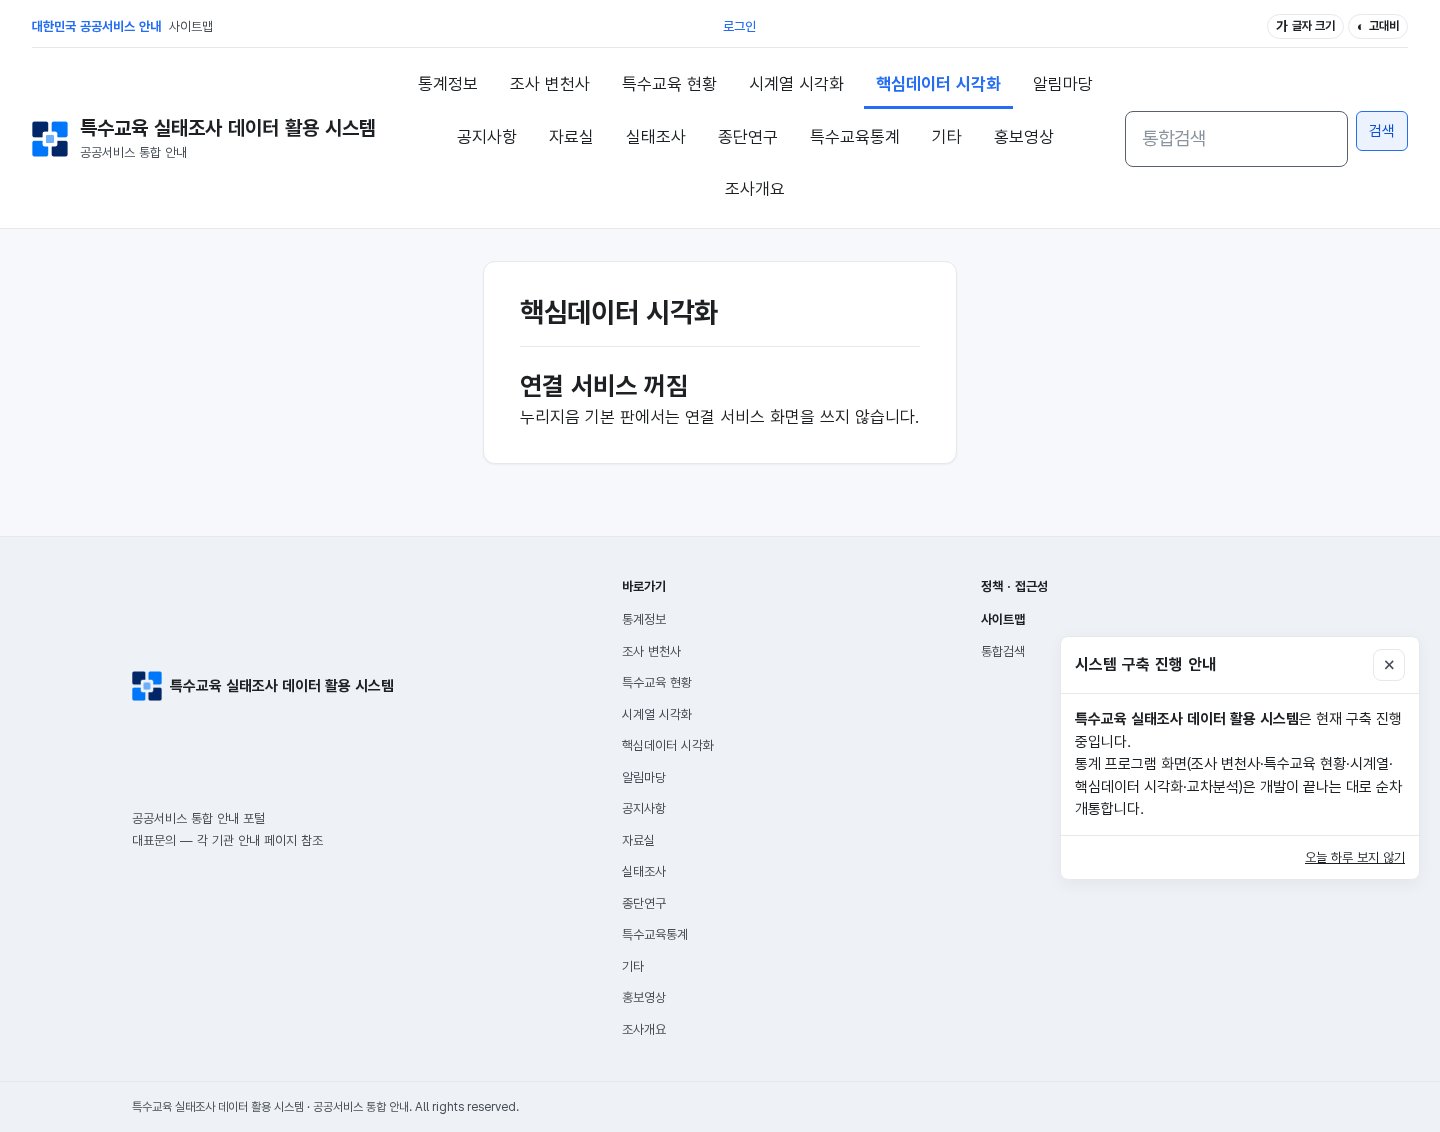 대한민국 공공서비스 안내 사이트맵
로그인
가 글자 크기
고대비
특수교육 실태조사 데이터 활용 시스템
공공서비스 통합 안내
통계정보 조사 변천사 특수교육 현황 시계열 시각화 핵심데이터 시각화 알림마당
공지사항 자료실 실태조사 종단연구 특수교육통계 기타 홍보영상
조사개요
통합검색
검색
핵심데이터 시각화
연결 서비스 꺼짐
누리지음 기본 판에서는 연결 서비스 화면을 쓰지 않습니다.
특수교육 실태조사 데이터 활용 시스템
공공서비스 통합 안내 포털
대표문의 — 각 기관 안내 페이지 참조
바로가기
통계정보
조사 변천사
특수교육 현황
시계열 시각화
핵심데이터 시각화
알림마당
공지사항
자료실
실태조사
종단연구
특수교육통계
기타
홍보영상
조사개요
정책 · 접근성
사이트맵
통합검색
시스템 구축 진행 안내
특수교육 실태조사 데이터 활용 시스템은 현재 구축 진행
중입니다.
통계 프로그램 화면(조사 변천사·특수교육 현황·시계열·
핵심데이터 시각화·교차분석)은 개발이 끝나는 대로 순차
개통합니다.
오늘 하루 보지 않기
특수교육 실태조사 데이터 활용 시스템 · 공공서비스 통합 안내. All rights reserved.